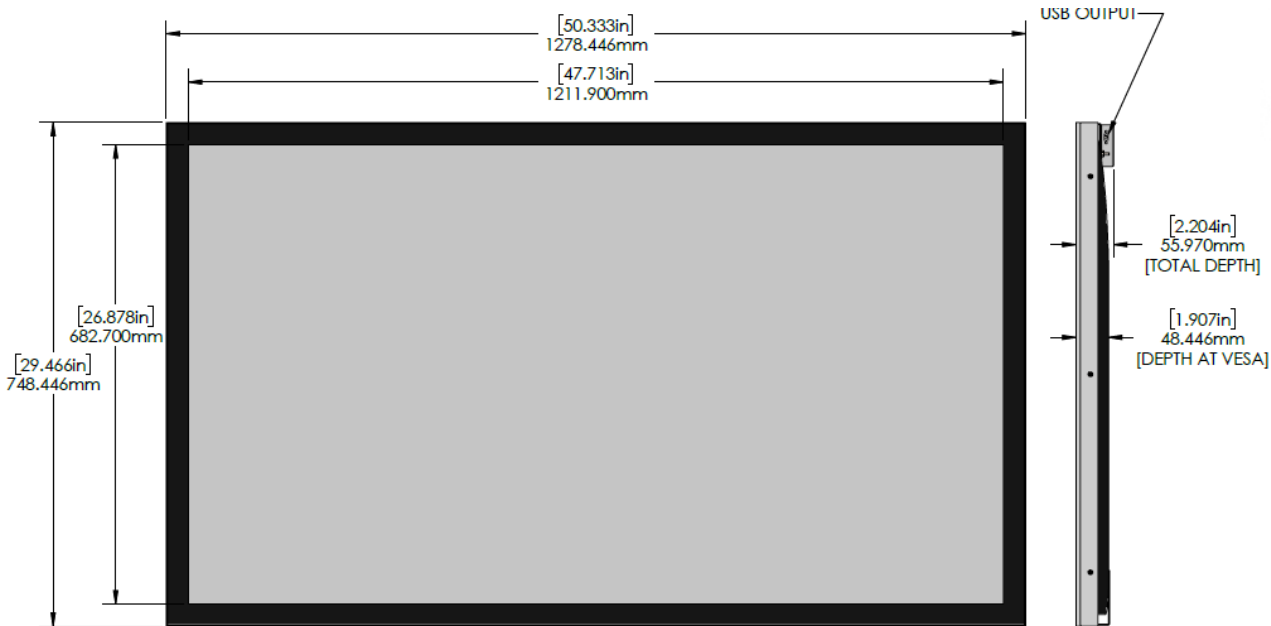 USB OUTPUT
[50.333in]
1278.446mm
[47.713in]
1211.900mm
[2.204in]
55.970mm
[TOTAL DEPTH]
[26.878in]
682.700mm
[1.907in]
48.446mm
[DEPTH AT VESA]
[29.466in]
748.446mm